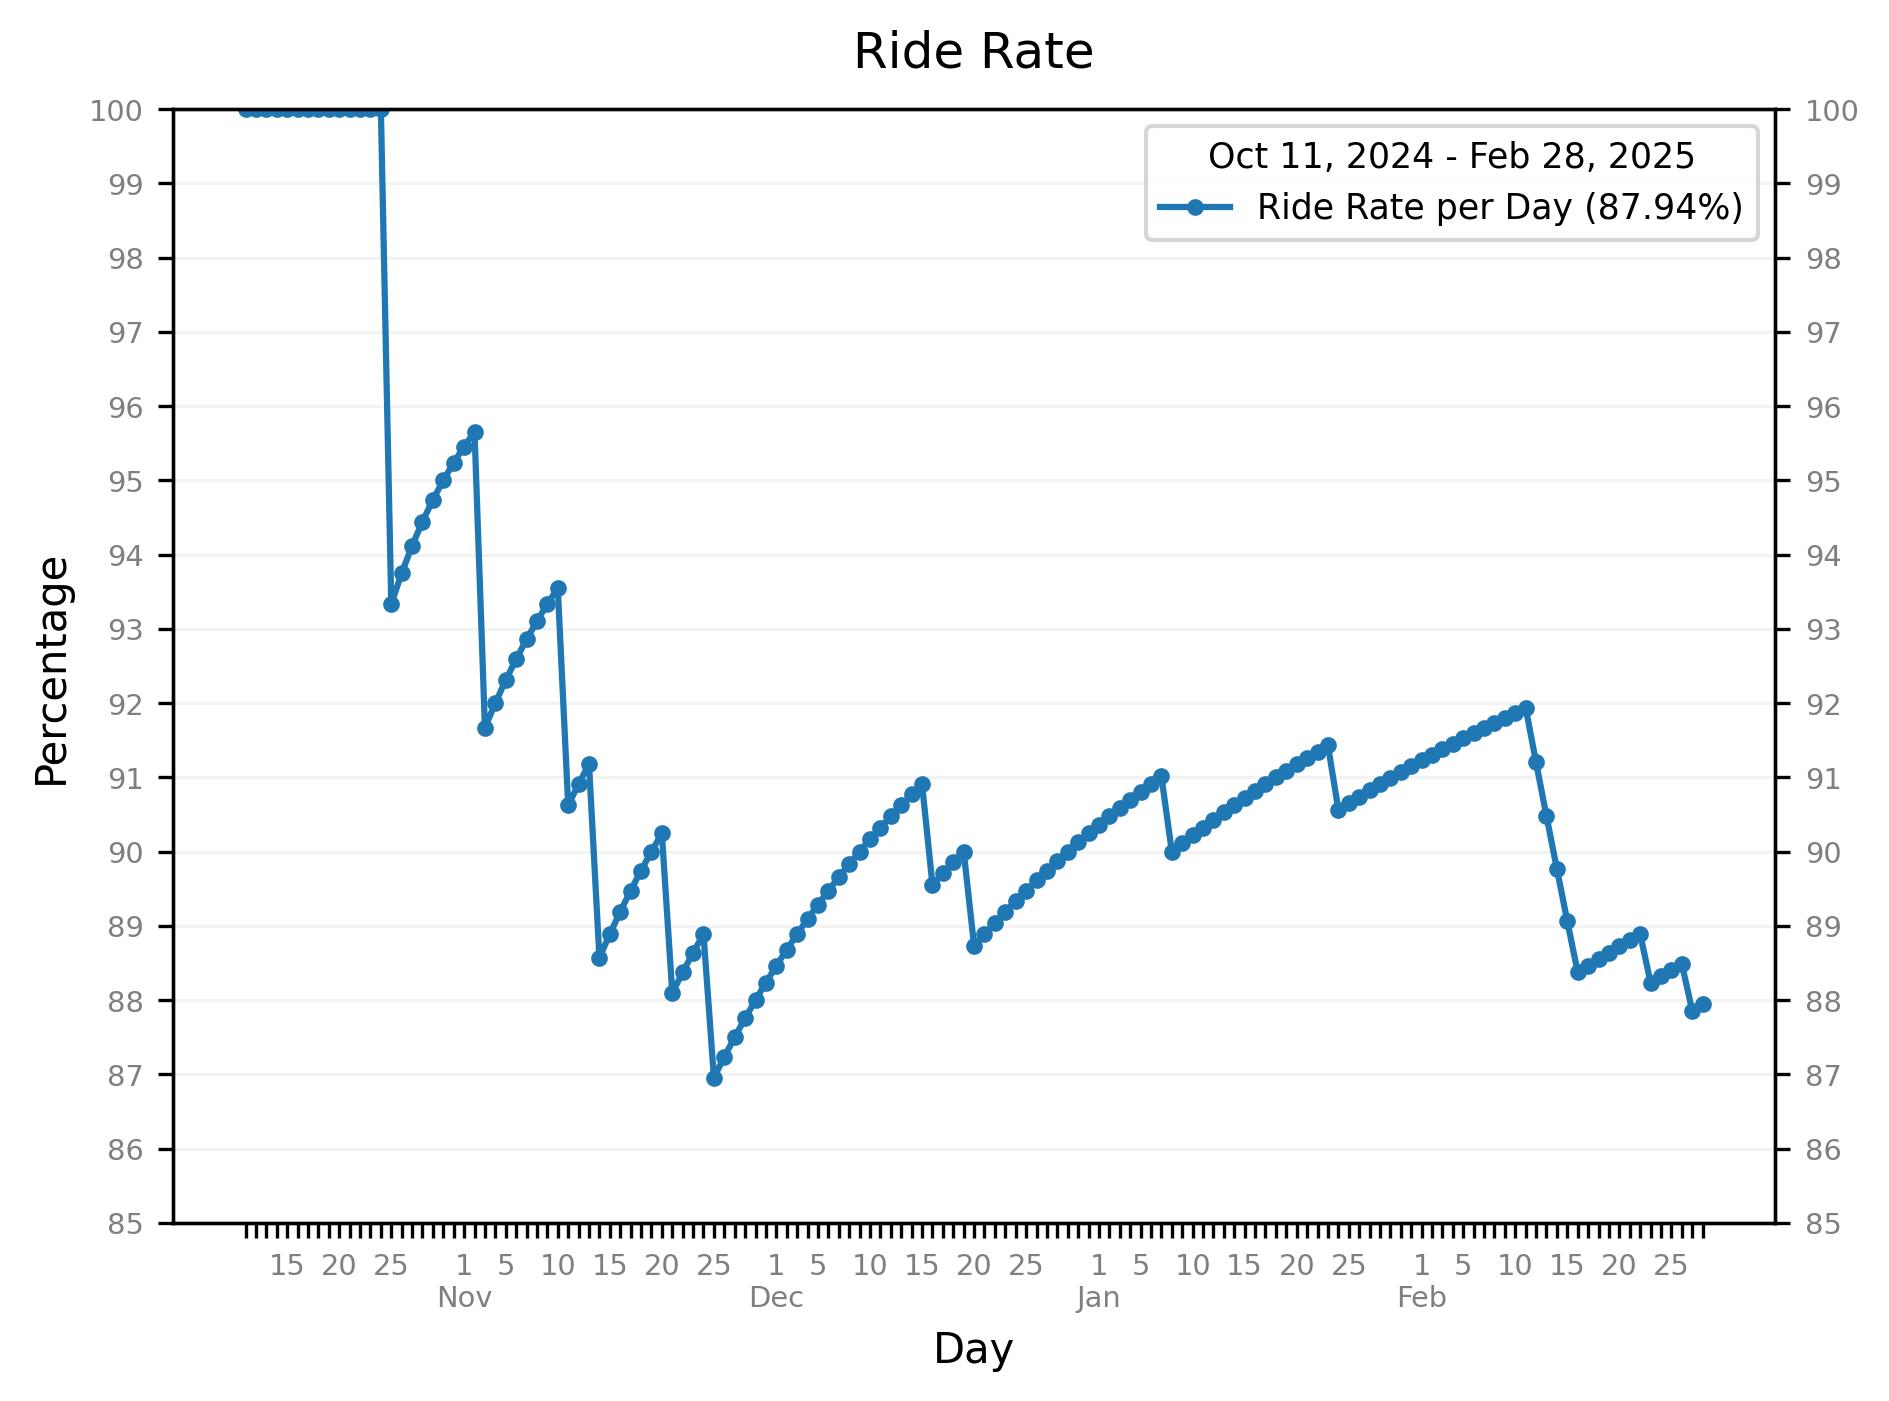 Ride Rate
Oct 11, 2024 - Feb 28, 2025
Ride Rate per Day (87.94%)
100 100
99 99
98 98
97 97
96 96
95 95
94 94
93 93
92 92
91 91
90 90
89 89
88 88
87 87
86 86
85 85
Percentage
15 20 25 1 5 10 15 20 25 1 5 10 15 20 25 1 5 10 15 20 25 1 5 10 15 20 25
Nov Dec Jan Feb
Day